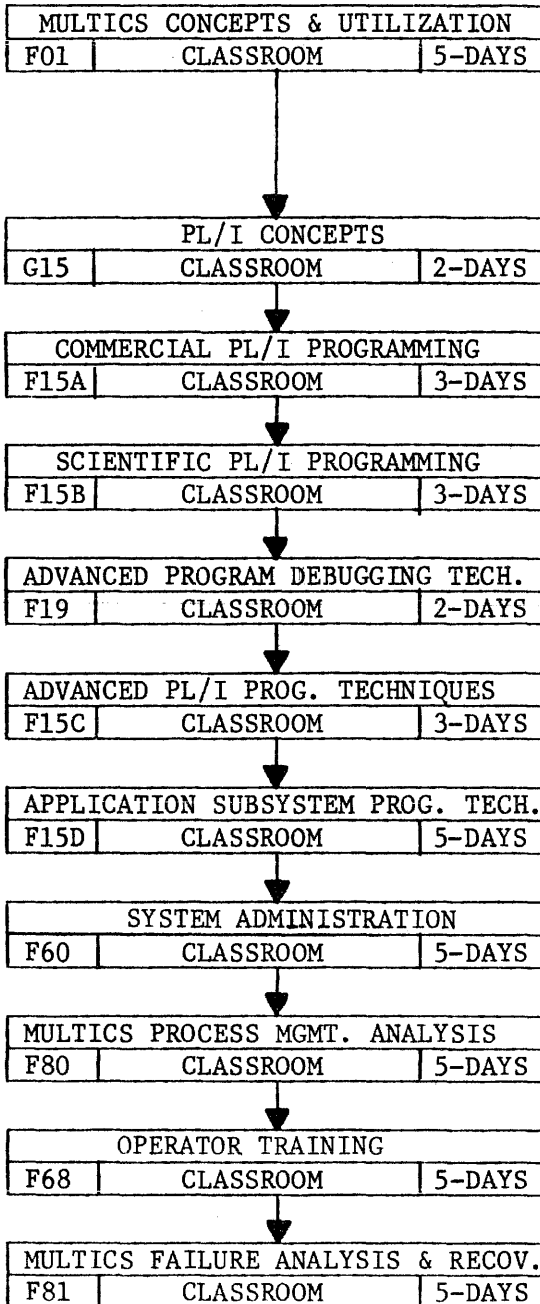 MULTICS CONCEPTS & UTILIZATION
F01 CLASSROOM 5-DAYS
PL/I CONCEPTS
G15 CLASSROOM 2-DAYS
COMMERCIAL PL/I PROGRAMMING
F15A CLASSROOM 3-DAYS
SCIENTIFIC PL/I PROGRAMMING
F15B CLASSROOM 3-DAYS
ADVANCED PROGRAM DEBUGGING TECH.
F19 CLASSROOM 2-DAYS
ADVANCED PL/I PROG. TECHNIQUES
F15C CLASSROOM 3-DAYS
APPLICATION SUBSYSTEM PROG. TECH.
F15D CLASSROOM 5-DAYS
SYSTEM ADMINISTRATION
F60 CLASSROOM 5-DAYS
MULTICS PROCESS MGMT. ANALYSIS
F80 CLASSROOM 5-DAYS
OPERATOR TRAINING
F68 CLASSROOM 5-DAYS
MULTICS FAILURE ANALYSIS & RECOV.
F81 CLASSROOM 5-DAYS